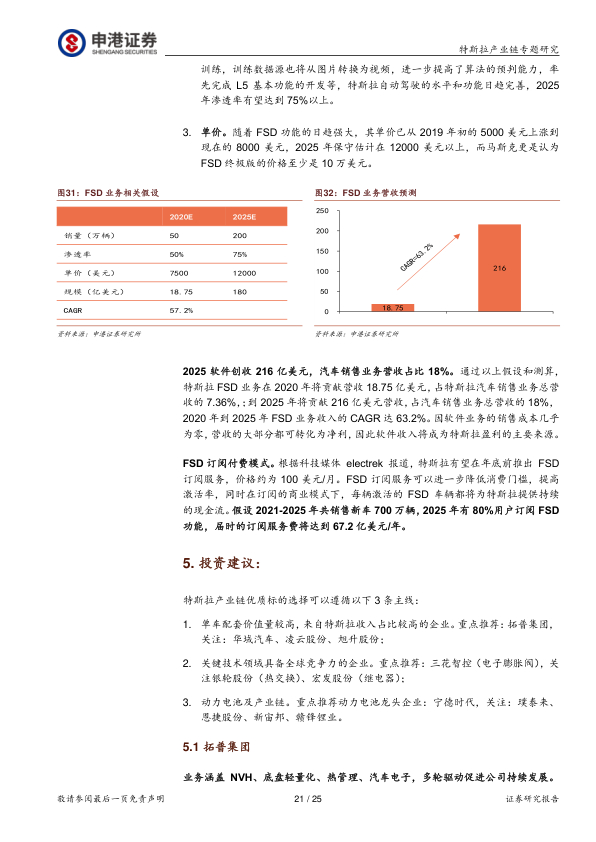 申港证券
SHENGANG SECURITIES
特斯拉产业链专题研究
训练，训练数据源也将从图片转换为视频，进一步提高了算法的预判能力，率
先完成 L5 基本功能的开发等，特斯拉自动驾驶的水平和功能日趋完善，2025
年渗透率有望达到 75%以上。
3. 单价。随着 FSD 功能的日趋强大，其单价已从 2019 年初的 5000 美元上涨到
现在的 8000 美元，2025 年保守估计在 12000 美元以上，而马斯克更是认为
FSD 终极版的价格至少是 10 万美元。
图31：FSD 业务相关假设
2020E 2025E
销量（万辆） 50 200
渗透率 50% 75%
单价（美元） 7500 12000
规模（亿美元） 18.75 180
CAGR 57.2%
资料来源：申港证券研究所
图32：FSD 业务营收预测
250
200
150
100
50
0
CAGR=63.2%
18.75
216
资料来源：申港证券研究所
2025 软件创收 216 亿美元，汽车销售业务营收占比 18%。通过以上假设和测算，
特斯拉 FSD 业务在 2020 年将贡献营收 18.75 亿美元，占特斯拉汽车销售业务总营
收的 7.36%，；到 2025 年将贡献 216 亿美元营收，占汽车销售业务总营收的 18%，
2020 年到 2025 年 FSD 业务收入的 CAGR 达 63.2%。因软件业务的销售成本几乎
为零，营收的大部分都可转化为净利，因此软件收入将成为特斯拉盈利的主要来源。
FSD 订阅付费模式。根据科技媒体 electrek 报道，特斯拉有望在年底前推出 FSD
订阅服务，价格约为 100 美元/月。FSD 订阅服务可以进一步降低消费门槛，提高
激活率，同时在订阅的商业模式下，每辆激活的 FSD 车辆都将为特斯拉提供持续
的现金流。假设 2021-2025 年共销售新车 700 万辆，2025 年有 80%用户订阅 FSD
功能，届时的订阅服务费将达到 67.2 亿美元/年。
5. 投资建议：
特斯拉产业链优质标的选择可以遵循以下 3 条主线：
1. 单车配套价值量较高，来自特斯拉收入占比较高的企业。重点推荐：拓普集团，
关注：华域汽车、凌云股份、旭升股份；
2. 关键技术领域具备全球竞争力的企业。重点推荐：三花智控（电子膨胀阀），关
注银轮股份（热交换）、宏发股份（继电器）；
3. 动力电池及产业链。重点推荐动力电池龙头企业：宁德时代，关注：璞泰来、
恩捷股份、新宙邦、赣锋锂业。
5.1 拓普集团
业务涵盖 NVH、底盘轻量化、热管理、汽车电子，多轮驱动促进公司持续发展。
敬请参阅最后一页免责声明
21 / 25
证券研究报告